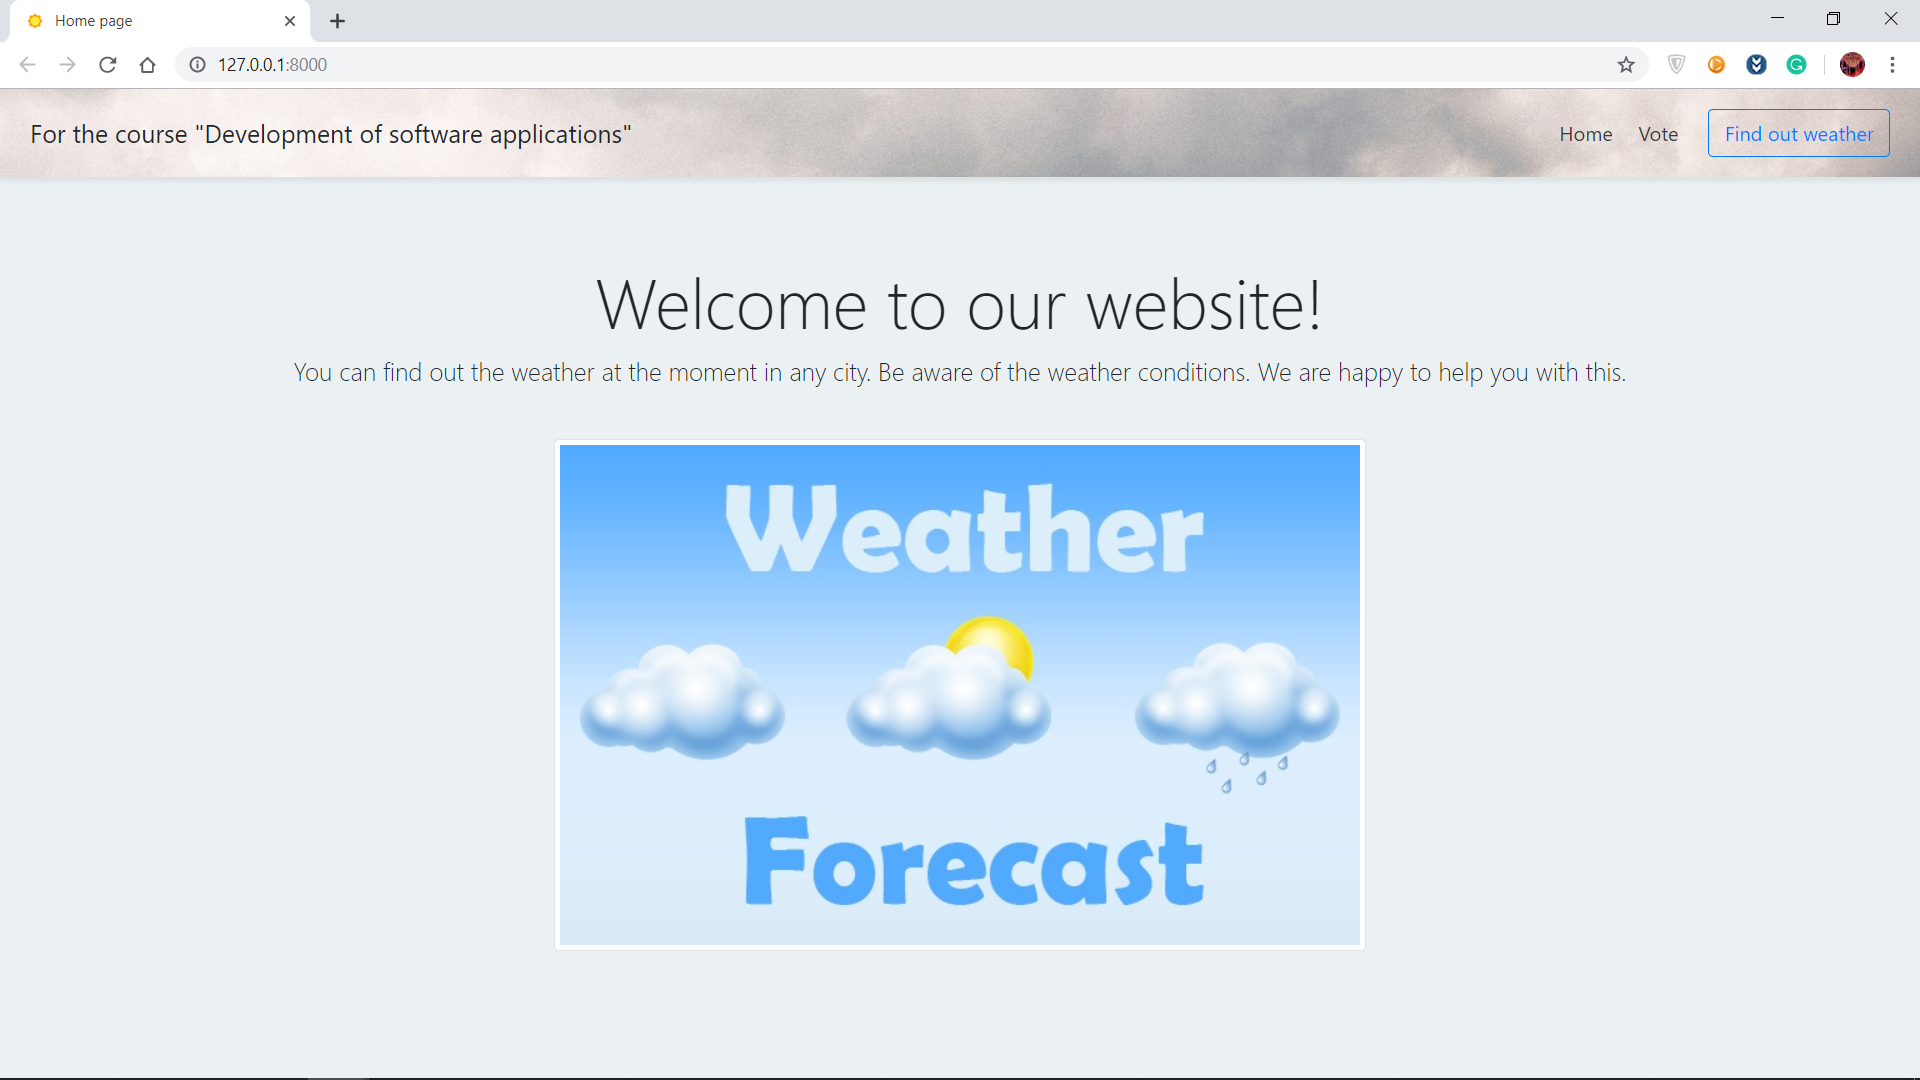 Home page
127.0.0.1:8000
For the course "Development of software applications"
Home
Vote
Find out weather
Welcome to our website!
You can find out the weather at the moment in any city. Be aware of the weather conditions. We are happy to help you with this.
Weather
Forecast